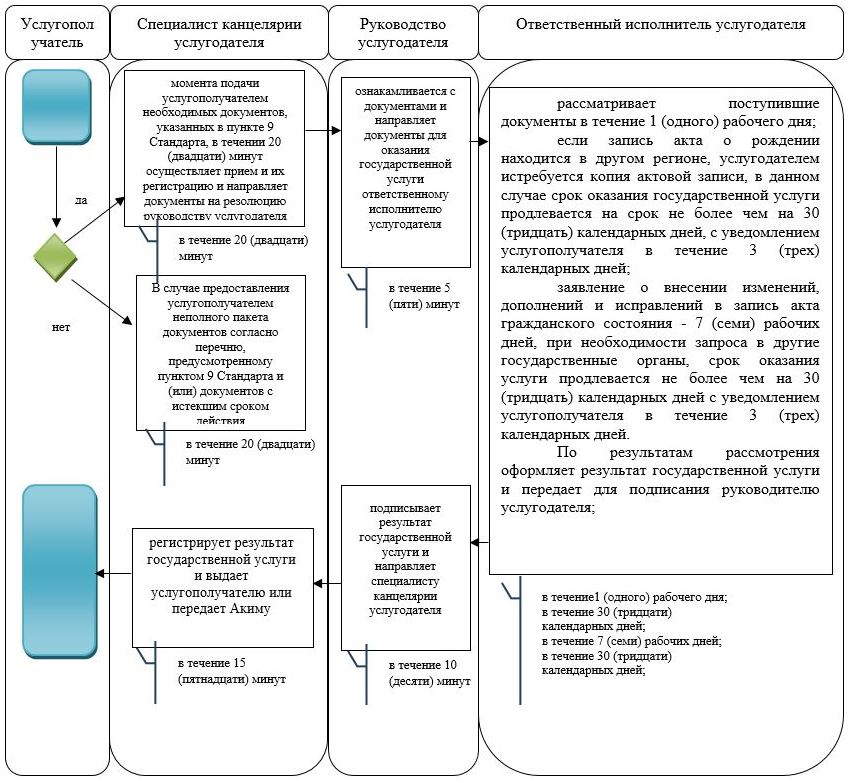 Услугопол
учатель
Специалист канцелярии
услугодателя
Руководство
услугодателя
Ответственный исполнитель услугодателя
да
нет
момента подачи
услугополучателем
необходимых документов,
указанных в пункте 9
Стандарта, в течении 20
(двадцати) минут
осуществляет прием и их
регистрацию и направляет
документы на резолюцию
руководству услугодателя
в течение 20 (двадцати)
минут
В случае предоставления
услугополучателем
неполного пакета
документов согласно
перечню,
предусмотренному
пунктом 9 Стандарта и
(или) документов с
истекшим сроком
действия
в течение 20 (двадцати)
минут
регистрирует результат
государственной услуги
и выдает
услугополучателю или
передает Акиму
в течение 15
(пятнадцати) минут
ознакамливается с
документами и
направляет
документы для
оказания
государственной
услуги
ответственному
исполнителю
услугодателя
в течение 5
(пяти) минут
подписывает
результат
государственной
услуги и
направляет
специалисту
канцелярии
услугодателя
в течение 10
(десяти) минут
рассматривает поступившие
документы в течение 1 (одного) рабочего дня;
если запись акта о рождении
находится в другом регионе, услугодателем
истребуется копия актовой записи, в данном
случае срок оказания государственной услуги
продлевается на срок не более чем на 30
(тридцать) календарных дней, с уведомлением
услугополучателя в течение 3 (трех)
календарных дней;
заявление о внесении изменений,
дополнений и исправлений в запись акта
гражданского состояния - 7 (семи) рабочих
дней, при необходимости запроса в другие
государственные органы, срок оказания
услуги продлевается не более чем на 30
(тридцать) календарных дней с уведомлением
услугополучателя в течение 3 (трех)
календарных дней.
По результатам рассмотрения
оформляет результат государственной услуги
и передает для подписания руководителю
услугодателя;
в течение1 (одного) рабочего дня;
в течение 30 (тридцати)
календарных дней;
в течение 7 (семи) рабочих дней;
в течение 30 (тридцати)
календарных дней;